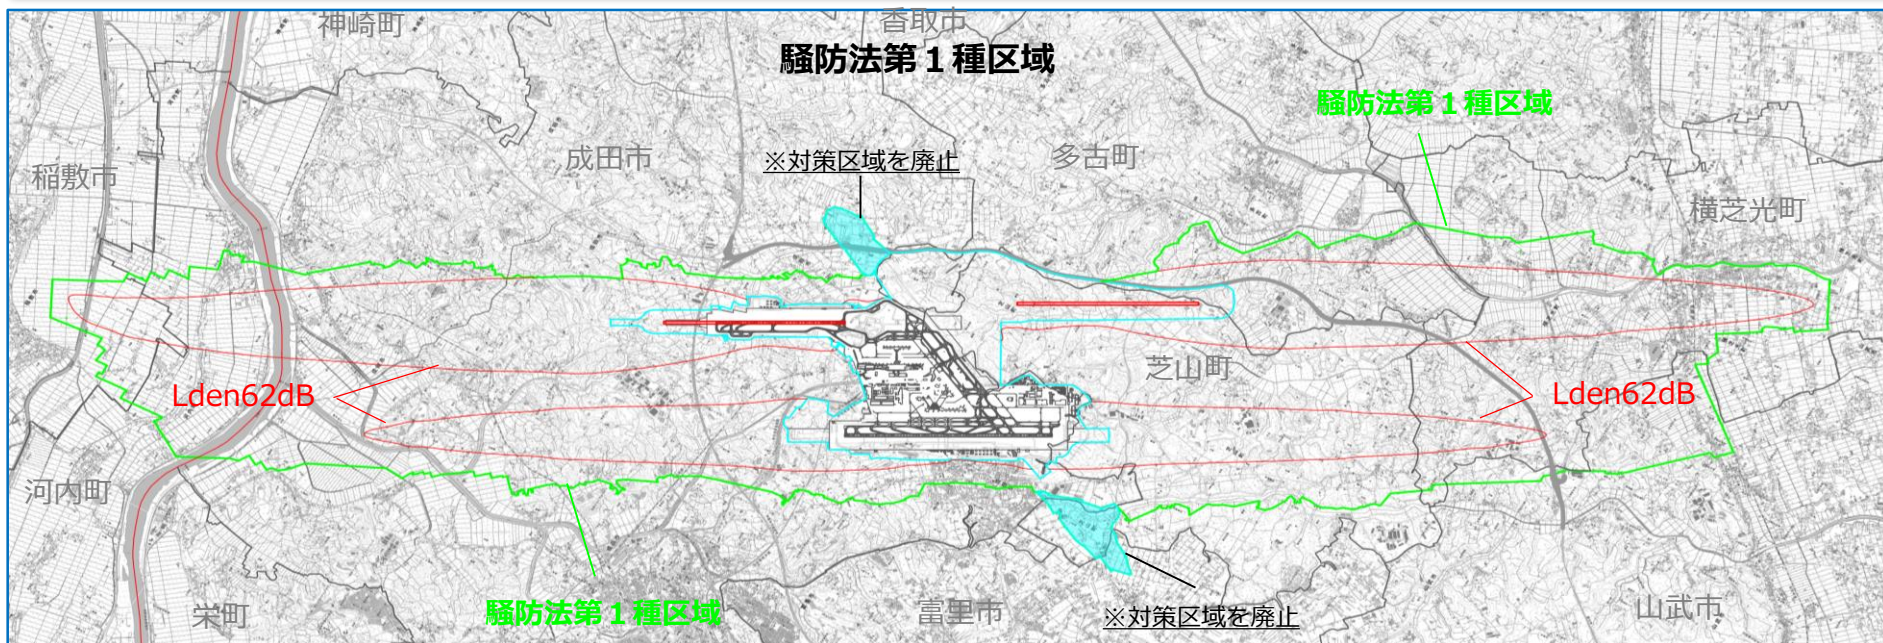 神崎町
香取市
騒防法第１種区域
騒防法第１種区域
成田市
※対策区域を廃止
多古町
稲敷市
横芝光町
芝山町
Lden62dB
Lden62dB
河内町
栄町
騒防法第１種区域
富里市
※対策区域を廃止
山武市